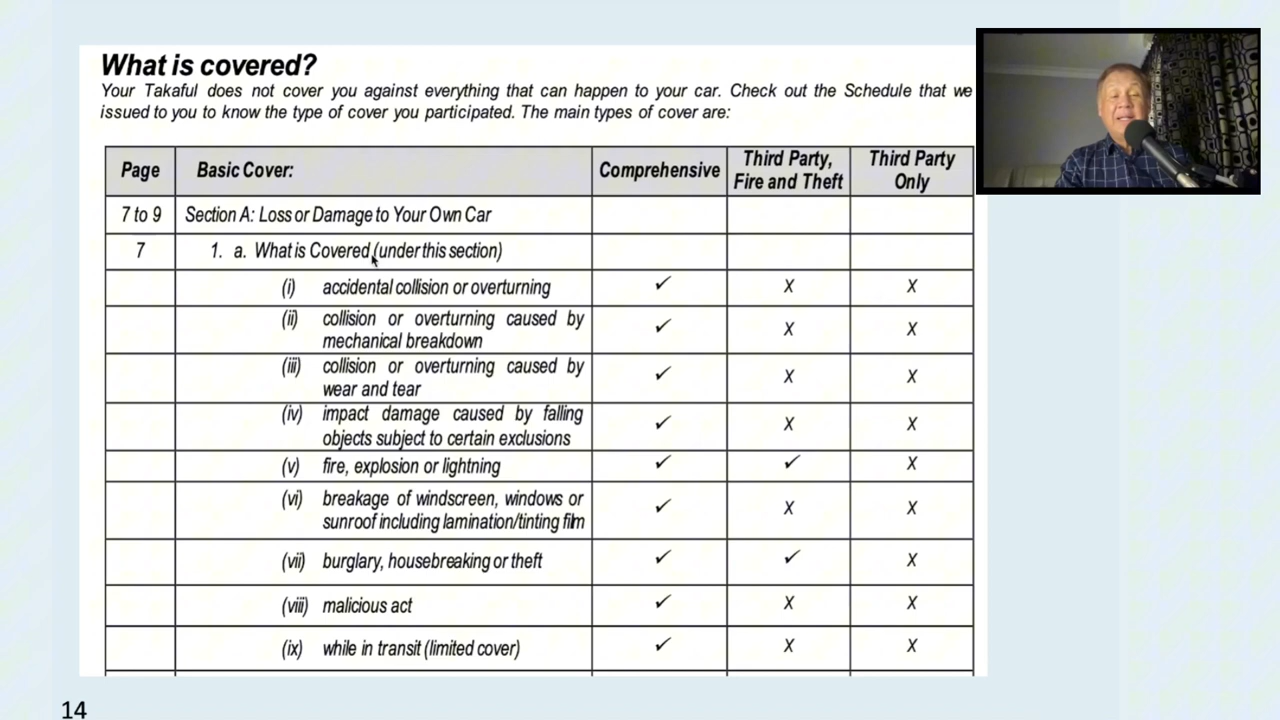 What is covered?
Your Takaful does not cover you against everything that can happen to your car. Check out the Schedule that we
issued to you to know the type of cover you participated. The main types of cover are:
Page Basic Cover: Comprehensive Third Party, Fire and Theft Third Party Only
7 to 9 Section A: Loss or Damage to Your Own Car
7 1. a. What is Covered (under this section)
(i) accidental collision or overturning ✓ X X
(ii) collision or overturning caused by
mechanical breakdown ✓ X X
(iii) collision or overturning caused by
wear and tear ✓ X X
(iv) impact damage caused by falling
objects subject to certain exclusions ✓ X X
(v) fire, explosion or lightning ✓ ✓ X
(vi) breakage of windscreen, windows or
sunroof including lamination/tinting film ✓ X X
(vii) burglary, housebreaking or theft ✓ ✓ X
(viii) malicious act ✓ X X
(ix) while in transit (limited cover) ✓ X X
14